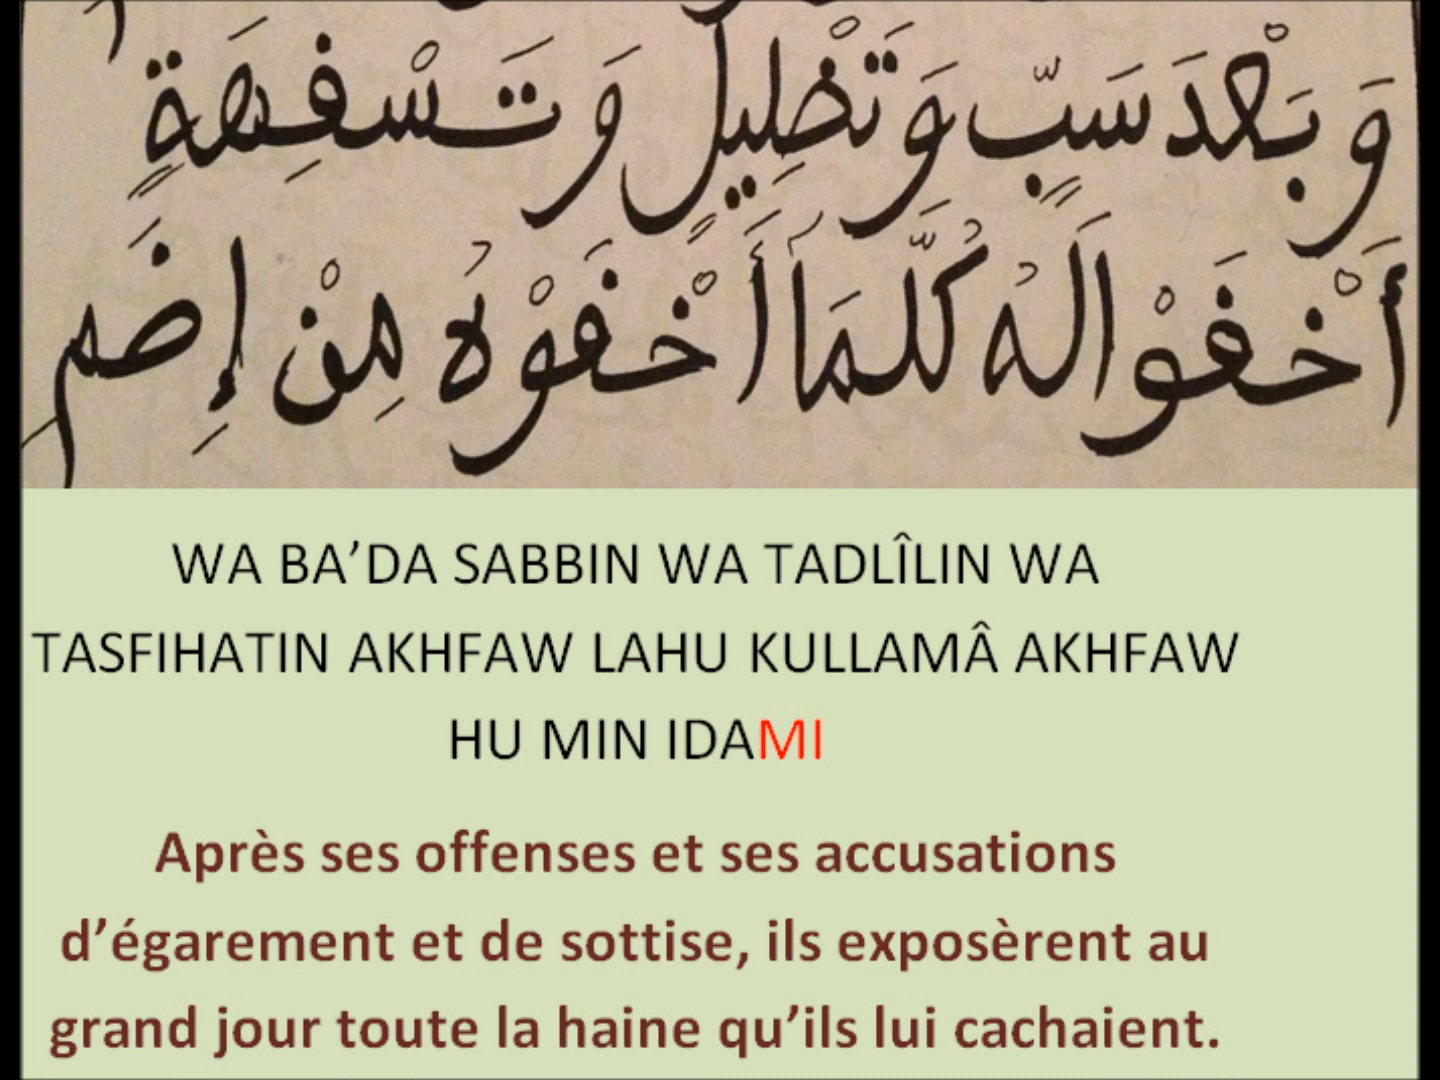 وَبَعْدَ سَبٍّ وَتَضْلِيلٍ وَتَسْفِهَةٍ
أَخْفَوْا لَهُ كُلَّمَا أَخْفَوْهُ مِنْ إِضَمِ
WA BA’DA SABBIN WA TADLÎLIN WA
TASFIHATIN AKHFAW LAHU KULLAMÂ AKHFAW
HU MIN IDAMI
Après ses offenses et ses accusations
d’égarement et de sottise, ils exposèrent au
grand jour toute la haine qu’ils lui cachaient.